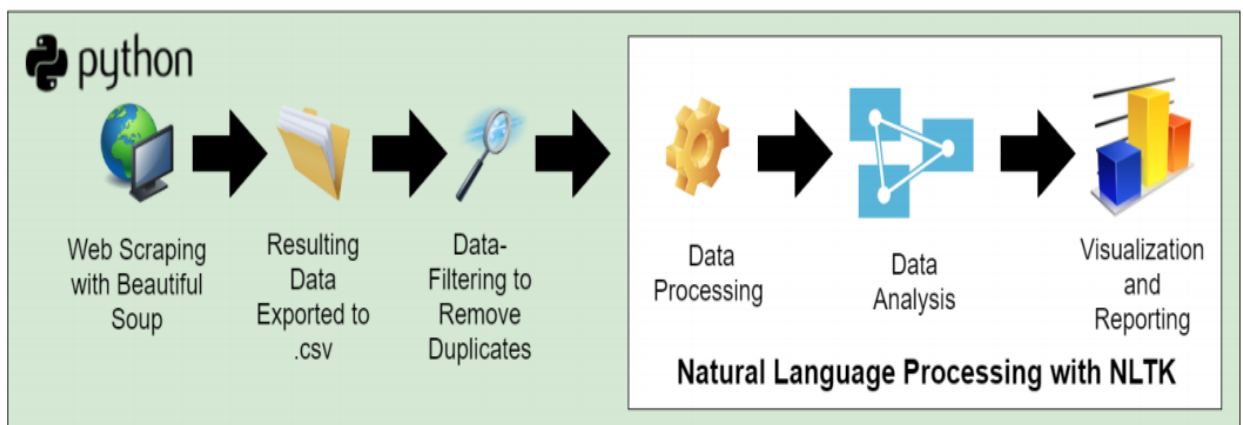 python
Web Scraping
with Beautiful
Soup
Resulting
Data
Exported to
.csv
Data-
Filtering to
Remove
Duplicates
Data
Processing
Data
Analysis
Visualization
and
Reporting
Natural Language Processing with NLTK